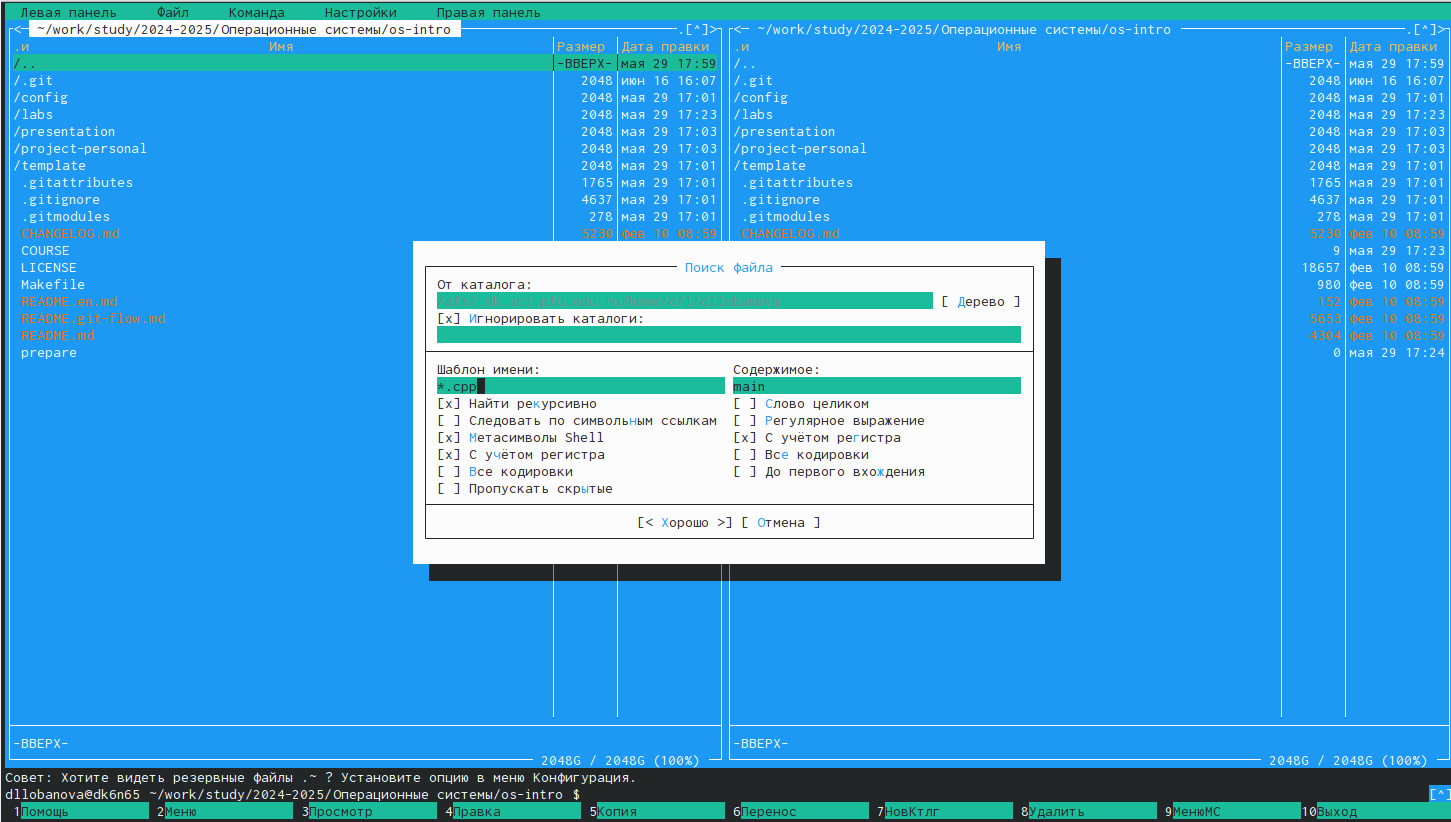 Левая панель Файл Команда Настройки Правая панель
<─ ~/work/study/2024-2025/Операционные системы/os-intro .[^]> <─ ~/work/study/2024-2025/Операционные системы/os-intro .[^]>
.и Имя Размер Дата правки .и Имя Размер Дата правки
/.. -ВВЕРХ- мая 29 17:59 /.. -ВВЕРХ- мая 29 17:59
/.git 2048 июн 16 16:07 /.git 2048 июн 16 16:07
/config 2048 мая 29 17:01 /config 2048 мая 29 17:01
/labs 2048 мая 29 17:23 /labs 2048 мая 29 17:23
/presentation 2048 мая 29 17:03 /presentation 2048 мая 29 17:03
/project-personal 2048 мая 29 17:03 /project-personal 2048 мая 29 17:03
/template 2048 мая 29 17:01 /template 2048 мая 29 17:01
.gitattributes 1765 мая 29 17:01 .gitattributes 1765 мая 29 17:01
.gitignore 4637 мая 29 17:01 .gitignore 4637 мая 29 17:01
.gitmodules 278 мая 29 17:01 .gitmodules 278 мая 29 17:01
CHANGELOG.md 5230 фев 10 08:59 CHANGELOG.md 5230 фев 10 08:59
COURSE 9 мая 29 17:23
LICENSE Поиск файла 18657 фев 10 08:59
Makefile От каталога: 980 фев 10 08:59
README.en.md [ Дерево ] 152 фев 10 08:59
README.git-flow.md [x] Игнорировать каталоги: 5653 фев 10 08:59
README.md 4304 фев 10 08:59
prepare 0 мая 29 17:24
Шаблон имени: Содержимое:
*.cpp main
[x] Найти рекурсивно [ ] Слово целиком
[ ] Следовать по символьным ссылкам [ ] Регулярное выражение
[x] Метасимволы Shell [x] С учётом регистра
[x] С учётом регистра [ ] Все кодировки
[ ] Все кодировки [ ] До первого вхождения
[ ] Пропускать скрытые
[< Хорошо >] [ Отмена ]
-ВВЕРХ- -ВВЕРХ-
2048G / 2048G (100%) 2048G / 2048G (100%)
Совет: Хотите видеть резервные файлы .~ ? Установите опцию в меню Конфигурация.
dllobanova@dk6n65 ~/work/study/2024-2025/Операционные системы/os-intro $ [^]
1Помощь 2Меню 3Просмотр 4Правка 5Копия 6Перенос 7НовКтлг 8Удалить 9МенюМС 10Выход